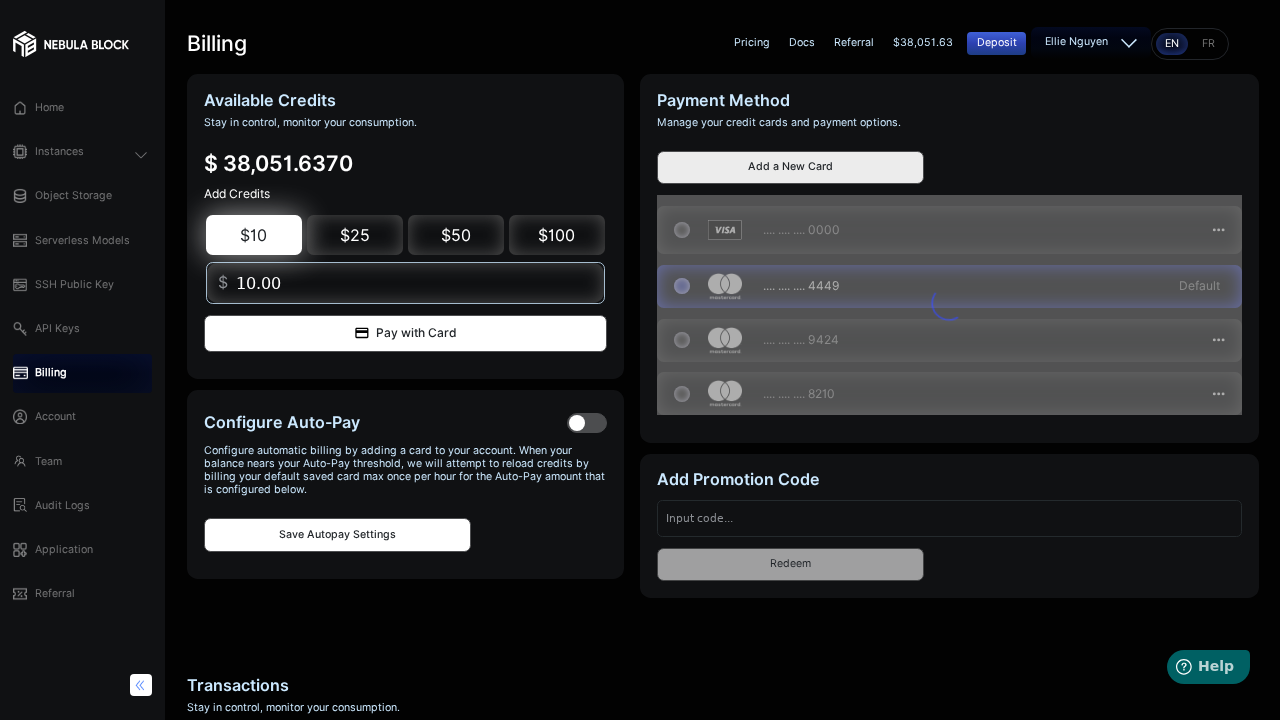 NEBULA BLOCK
Home
Instances
Object Storage
Serverless Models
SSH Public Key
API Keys
Billing
Account
Team
Audit Logs
Application
Referral
Billing
Pricing
Docs
Referral
$38,051.63
Deposit
Ellie Nguyen
EN
FR
Available Credits
Stay in control, monitor your consumption.
$ 38,051.6370
Add Credits
$10
$25
$50
$100
$ 10.00
Pay with Card
Configure Auto-Pay
Configure automatic billing by adding a card to your account. When your
balance nears your Auto-Pay threshold, we will attempt to reload credits by
billing your default saved card max once per hour for the Auto-Pay amount that
is configured below.
Save Autopay Settings
Payment Method
Manage your credit cards and payment options.
Add a New Card
VISA
.... .... .... 0000
mastercard
.... .... .... 4449
Default
mastercard
.... .... .... 9424
mastercard
.... .... .... 8210
Add Promotion Code
Input code...
Redeem
Transactions
Stay in control, monitor your consumption.
Help